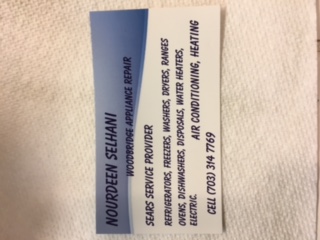 NOURDEEN SELHANI
WOODBRIDGE APPLIANCE REPAIR
SEARS SERVICE PROVIDER
REFRIGERATORS, FREEZERS, WASHERS, DRYERS, RANGES
OVENS, DISHWASHERS, DISPOSALS, WATER HEATERS,
AIR CONDITIONING, HEATING
ELECTRIC.
CELL (703) 314 7769